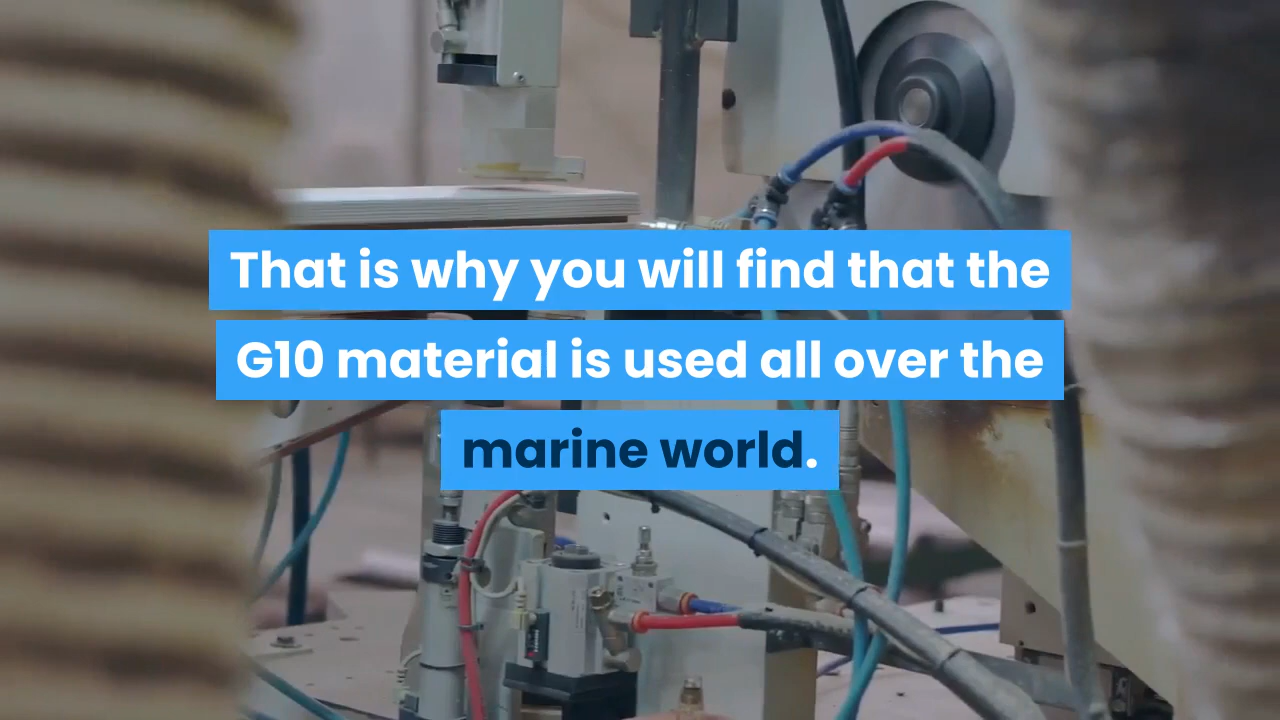 That is why you will find that the
G10 material is used all over the
marine world.